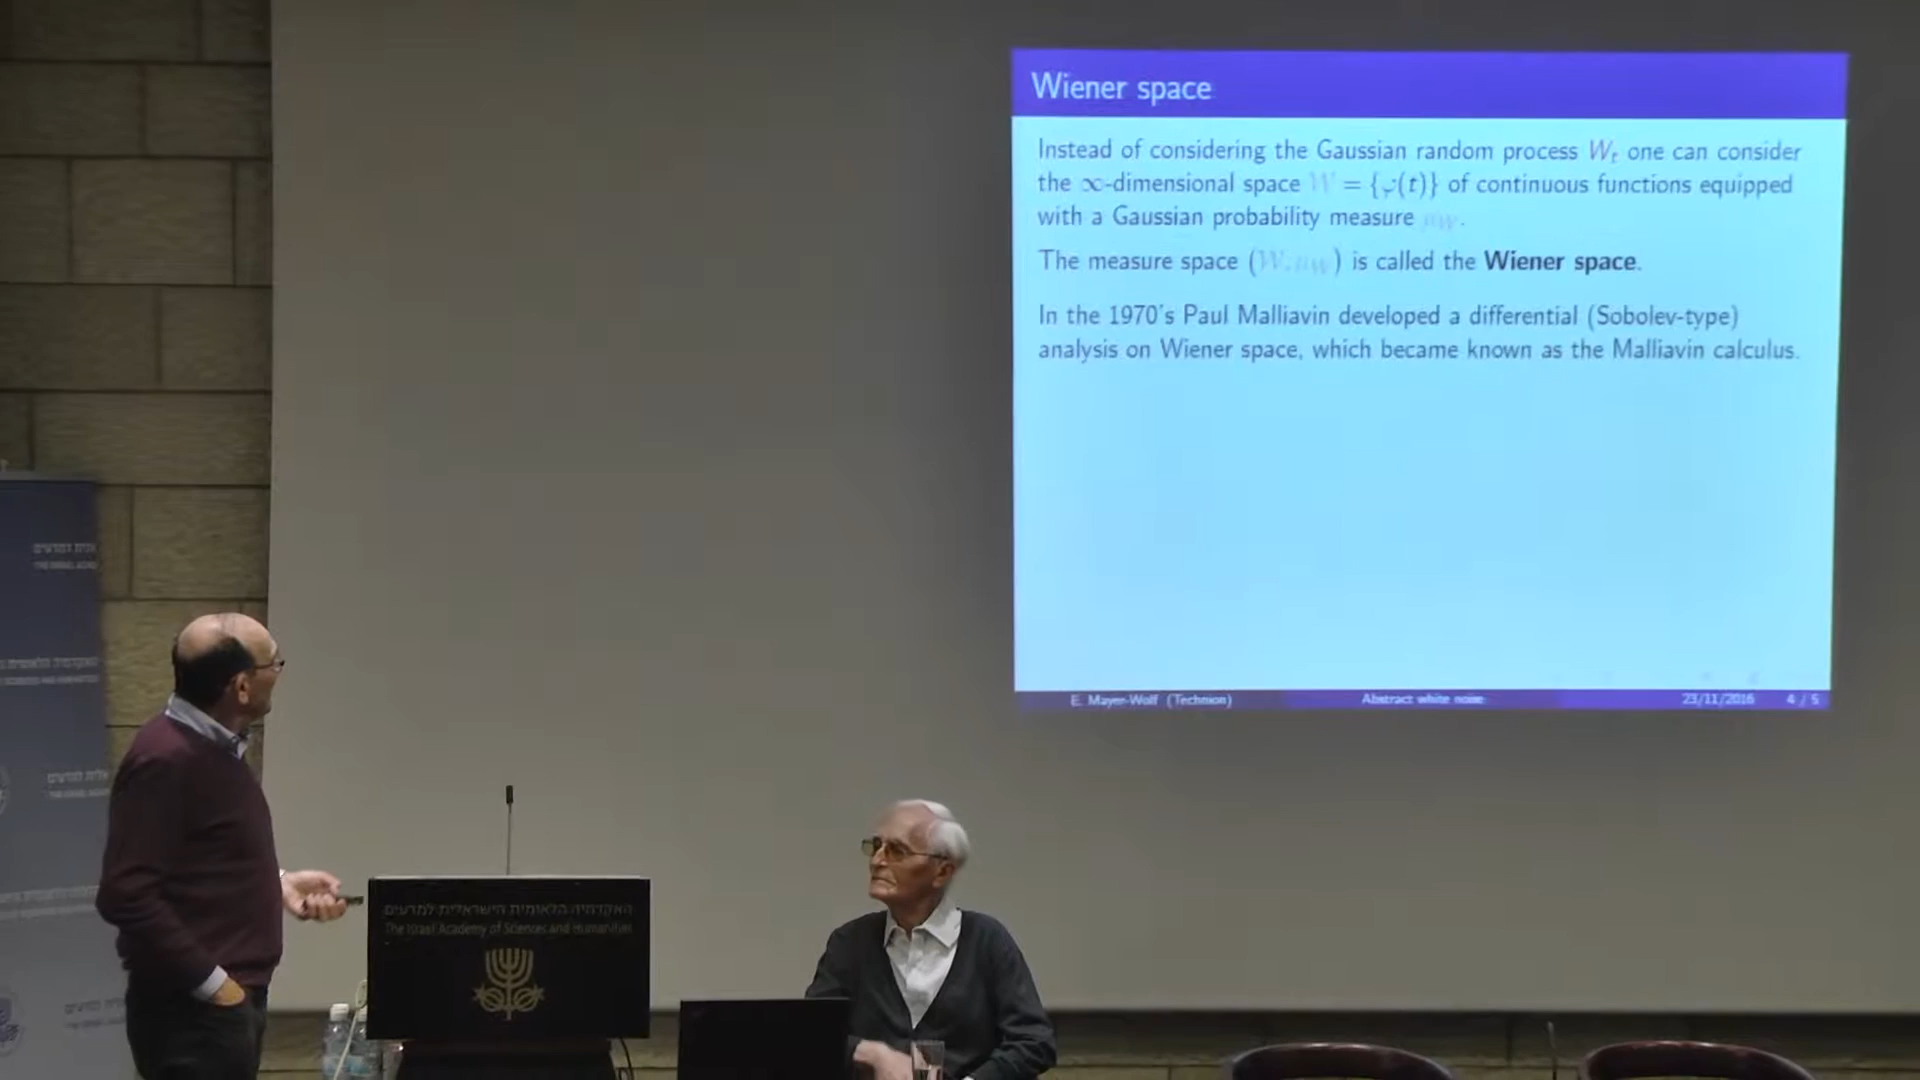 Wiener space
Instead of considering the Gaussian random process Wₜ one can consider
the ∞-dimensional space W = {φ(t)} of continuous functions equipped
with a Gaussian probability measure μ_W.
The measure space (W, μ_W) is called the Wiener space.
In the 1970's Paul Malliavin developed a differential (Sobolev-type)
analysis on Wiener space, which became known as the Malliavin calculus.
E. Mayer-Wolf (Technion) Abstract white noise 23/11/2016 4 / 5
האקדמיה הלאומית הישראלית למדעים
The Israel Academy of Sciences and Humanities